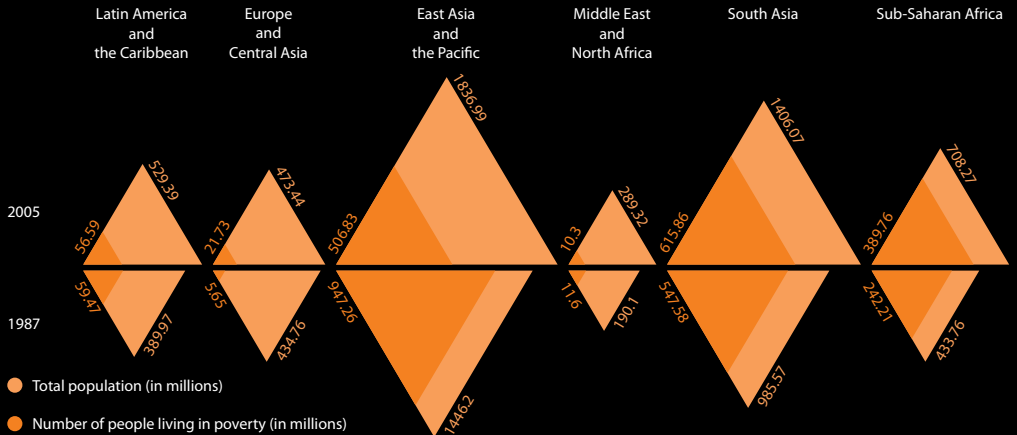 Latin America
and
the Caribbean
Europe
and
Central Asia
East Asia
and
the Pacific
Middle East
and
North Africa
South Asia
Sub-Saharan Africa
2005
56.59
529.39
21.73
473.44
506.83
1836.99
10.3
289.32
615.86
1406.07
389.76
708.27
1987
59.47
389.97
5.65
434.76
947.26
1446.2
11.6
190.1
547.58
985.57
242.21
433.76
Total population (in millions)
Number of people living in poverty (in millions)